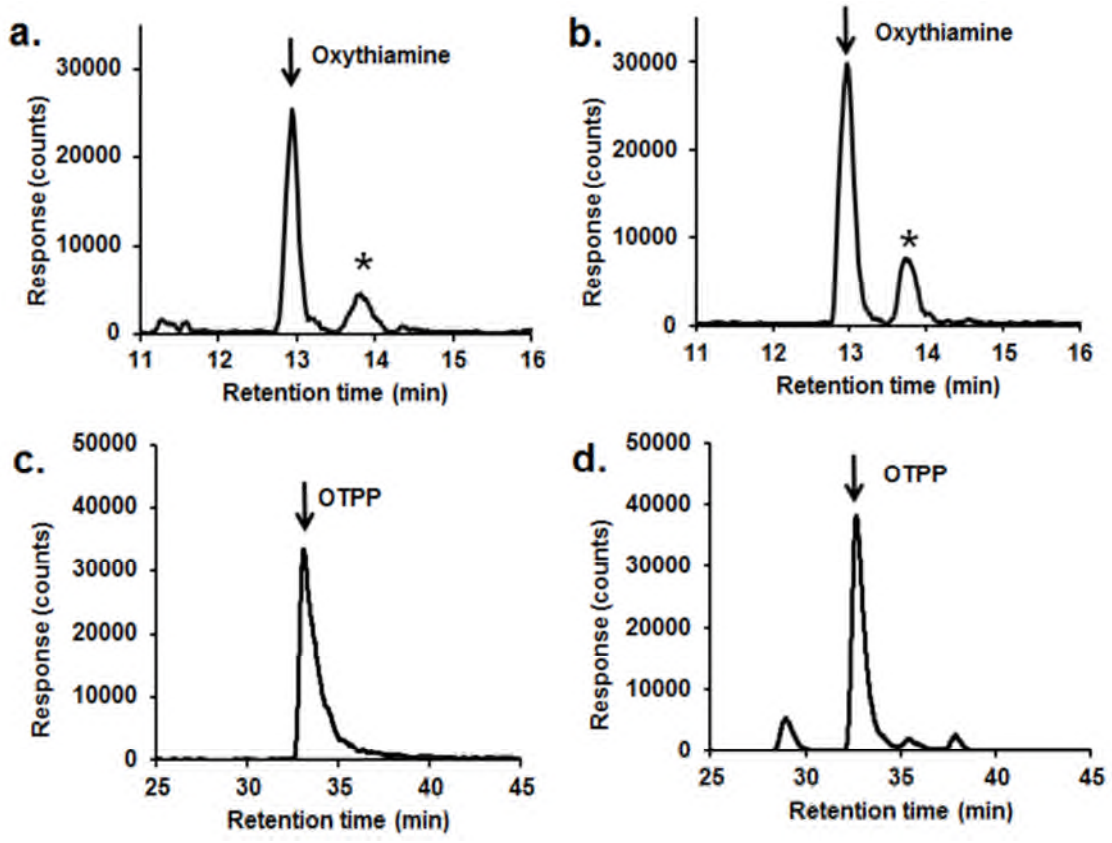 a.
Oxythiamine
Response (counts)
30000
20000
10000
0
*
11 12 13 14 15 16
Retention time (min)
b.
Oxythiamine
Response (counts)
30000
20000
10000
0
*
11 12 13 14 15 16
Retention time (min)
c.
OTPP
Response (counts)
50000
40000
30000
20000
10000
0
25 30 35 40 45
Retention time (min)
d.
OTPP
Response (counts)
50000
40000
30000
20000
10000
0
25 30 35 40 45
Retention time (min)